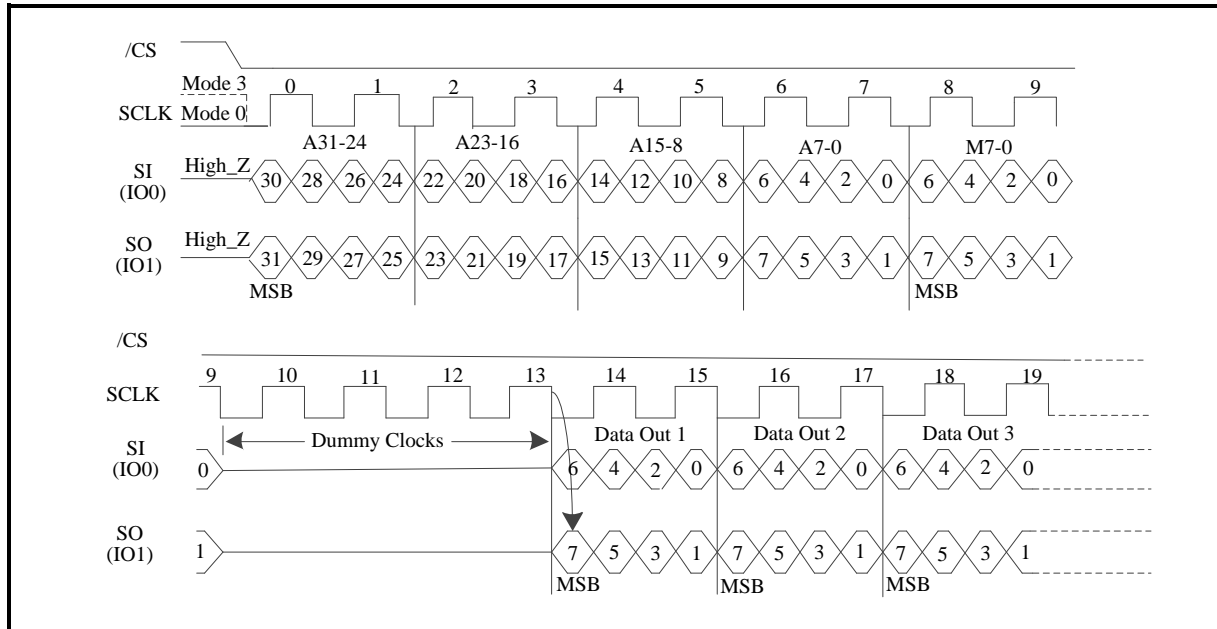 /CS
Mode 3 0 1 2 3 4 5 6 7 8 9
SCLK Mode 0
A31-24 A23-16 A15-8 A7-0 M7-0
SI High_Z 30 28 26 24 22 20 18 16 14 12 10 8 6 4 2 0 6 4 2 0
(IO0)
SO High_Z 31 29 27 25 23 21 19 17 15 13 11 9 7 5 3 1 7 5 3 1
(IO1)
MSB MSB
/CS
9 10 11 12 13 14 15 16 17 18 19
SCLK
Dummy Clocks Data Out 1 Data Out 2 Data Out 3
SI 0 6 4 2 0 6 4 2 0 6 4 2 0
(IO0)
SO 1 7 5 3 1 7 5 3 1 7 5 3 1
(IO1)
MSB MSB MSB